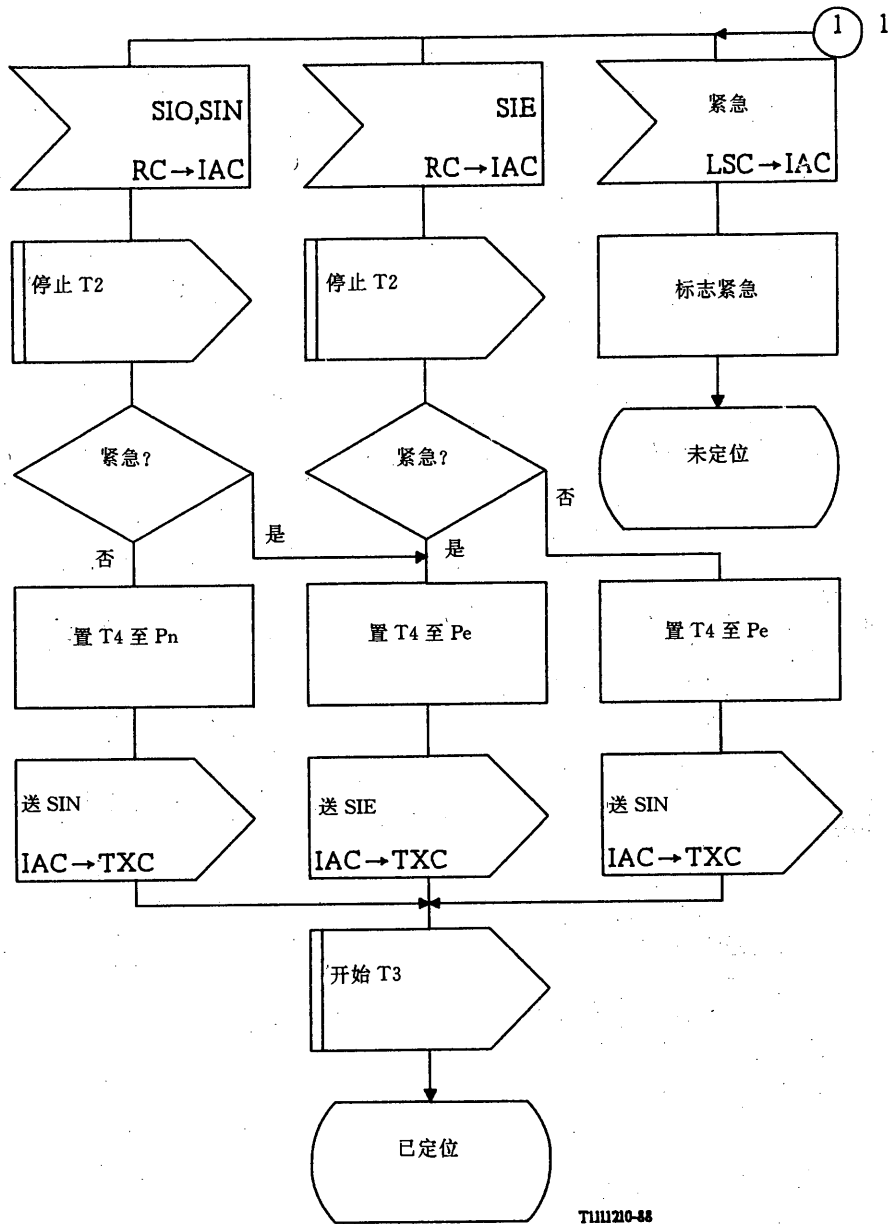 1 1
SIO,SIN
RC→IAC
SIE
RC→IAC
紧急
LSC→IAC
停止 T2
停止 T2
标志紧急
紧急?
紧急?
未定位
否
是
是
否
置 T4 至 Pn
置 T4 至 Pe
置 T4 至 Pe
送 SIN
IAC→TXC
送 SIE
IAC→TXC
送 SIN
IAC→TXC
开始 T3
已定位
T1111210-88